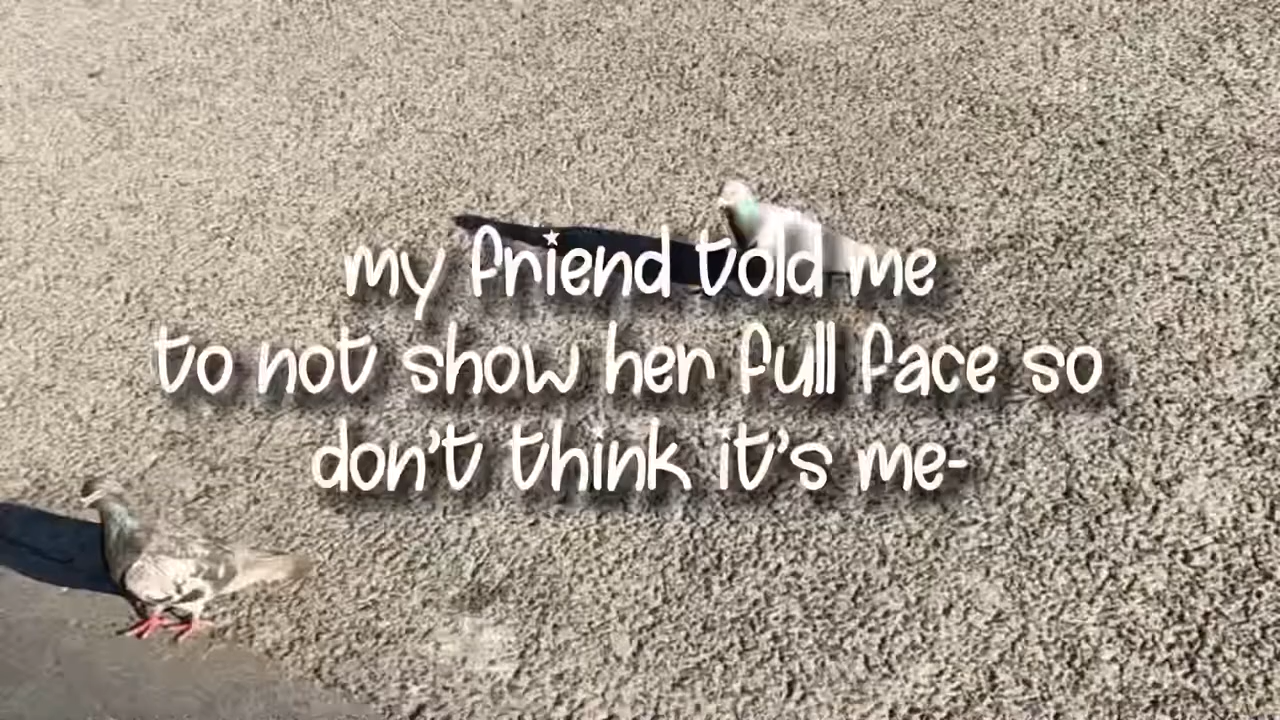 my friend told me
to not show her full face so
don't think it's me-